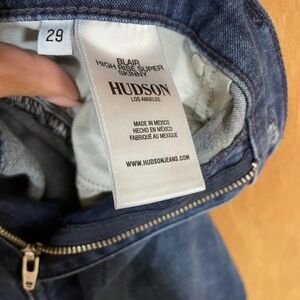 29
BLAIR
HIGH RISE SUPER
SKINNY
HUDSON
LOS ANGELES
MADE IN MEXICO
HECHO EN MÉXICO
FABRIQUÉ AU MEXIQUE
WWW.HUDSONJEANS.COM